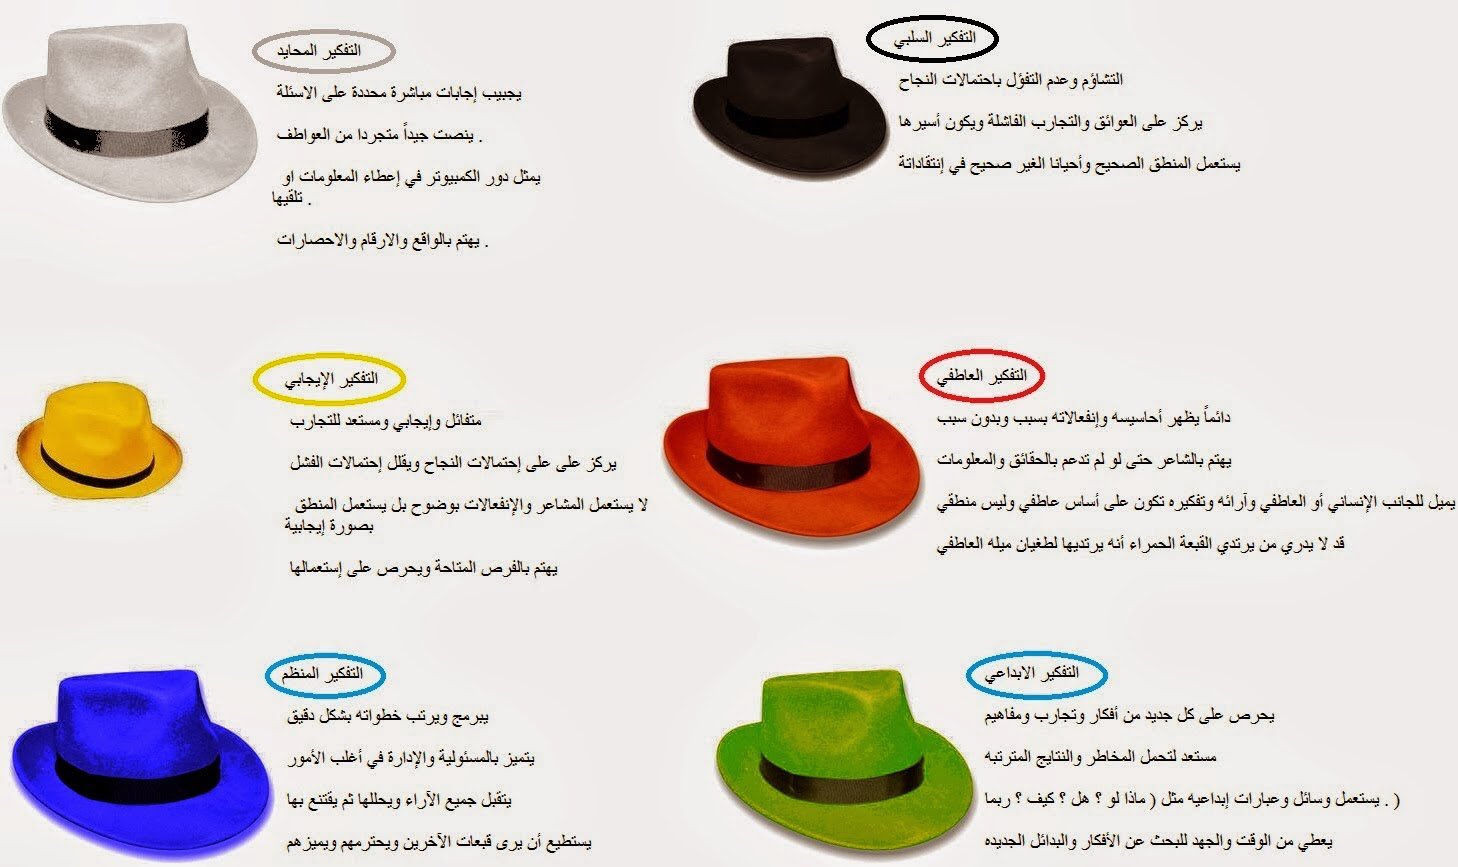 التفكير السلبي
التشاؤم وعدم التفؤل باحتمالات النجاح
يركز على العوائق والتجارب الفاشلة ويكون أسيرها
يستعمل المنطق الصحيح وأحيانا الغير صحيح في إنتقاداتة
التفكير المحايد
يجبيب إجابات مباشرة محددة على الاسئلة
ينصت جيداً متجردا من العواطف .
يمثل دور الكمبيوتر في إعطاء المعلومات او
تلقيها .
يهتم بالواقع والارقام والاحصارات .
التفكير العاطفي
دائماً يظهر أحاسيسه وإنفعالاته بسبب وبدون سبب
يهتم بالشاعر حتى لو لم تدعم بالحقائق والمعلومات
يميل للجانب الإنساني أو العاطفي وآرائه وتفكيره تكون على أساس عاطفي وليس منطقي
قد لا يدري من يرتدي القبعة الحمراء أنه يرتديها لطغيان ميله العاطفي
التفكير الإيجابي
متفائل وإيجابي ومستعد للتجارب
يركز على على إحتمالات النجاح ويقلل إحتمالات الفشل
لا يستعمل المشاعر والإنفعالات بوضوح بل يستعمل المنطق
بصورة إيجابية
يهتم بالفرص المتاحة ويحرص على إستعمالها
التفكير الابداعي
يحرص على كل جديد من أفكار وتجارب ومفاهيم
مستعد لتحمل المخاطر والنتايج المترتبه
( . يستعمل وسائل وعبارات إبداعيه مثل ( ماذا لو ؟ هل ؟ كيف ؟ ربما
يعطي من الوقت والجهد للبحث عن الأفكار والبدائل الجديده
التفكير المنظم
يبرمج ويرتب خطواته بشكل دقيق
يتميز بالمسئولية والإدارة في أغلب الأمور
يتقبل جميع الآراء ويحللها ثم يقتنع بها
يستطيع أن يرى قبعات الآخرين ويحترمهم ويميزهم